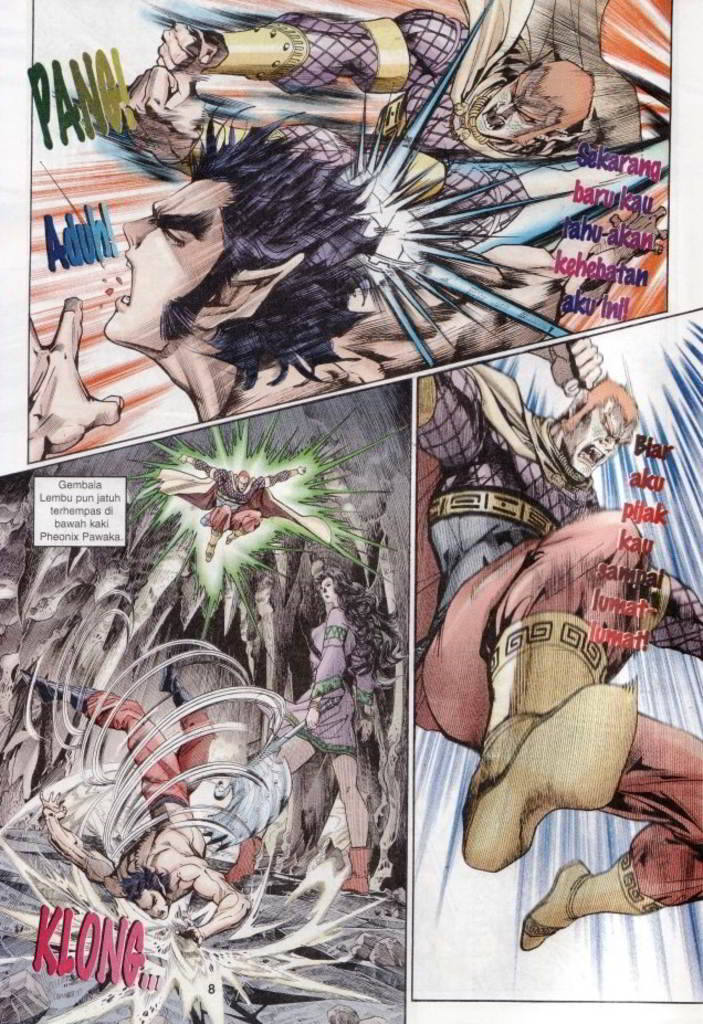 PANG!
Aduh!
Sekarang
baru kau
tahu akan
kehebatan
aku ini!
Gembala
Lembu pun jatuh
terhempas di
bawah kaki
Pheonix Pawaka.
Biar
aku
pijak
kau
sampai
lumat-
lumat!
KLONG...
8